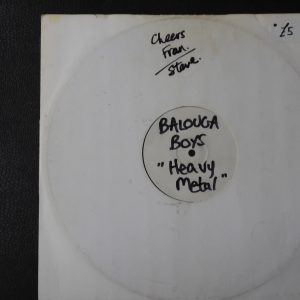 Cheers
Fran.
Steve.
£5
BALOUGA
BOYS
"Heavy
Metal"